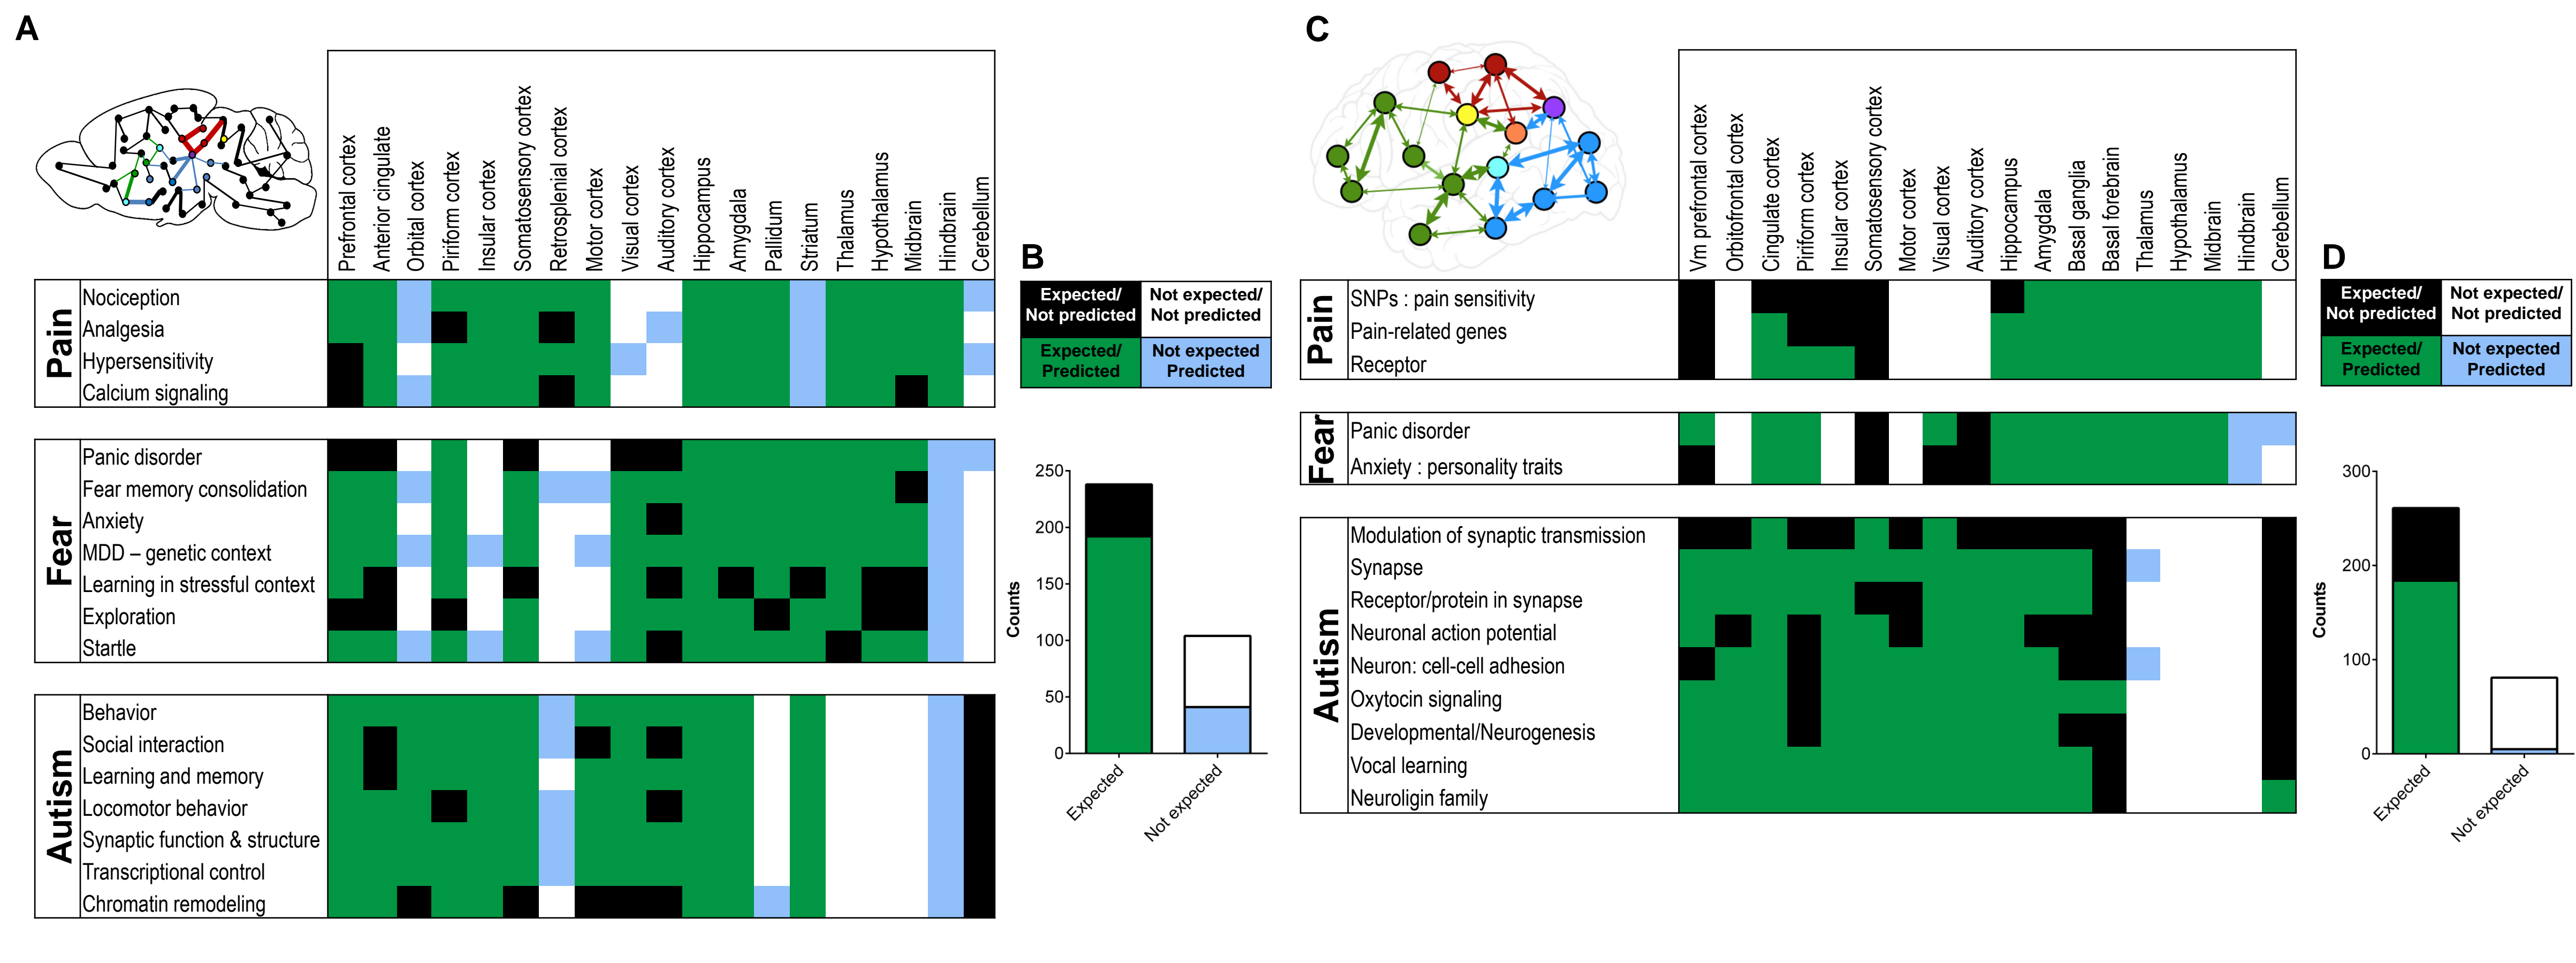 A
Prefrontal cortex
Anterior cingulate
Orbital cortex
Piriform cortex
Insular cortex
Somatosensory cortex
Retrosplenial cortex
Motor cortex
Visual cortex
Auditory cortex
Hippocampus
Amygdala
Pallidum
Striatum
Thalamus
Hypothalamus
Midbrain
Hindbrain
Cerebellum
Pain
Nociception
Analgesia
Hypersensitivity
Calcium signaling
Fear
Panic disorder
Fear memory consolidation
Anxiety
MDD – genetic context
Learning in stressful context
Exploration
Startle
Autism
Behavior
Social interaction
Learning and memory
Locomotor behavior
Synaptic function & structure
Transcriptional control
Chromatin remodeling
B
Expected/
Not predicted
Not expected/
Not predicted
Expected/
Predicted
Not expected
Predicted
Counts
250
200
150
100
50
0
Expected
Not expected
C
Vm prefrontal cortex
Orbitofrontal cortex
Cingulate cortex
Piriform cortex
Insular cortex
Somatosensory cortex
Motor cortex
Visual cortex
Auditory cortex
Hippocampus
Amygdala
Basal ganglia
Basal forebrain
Thalamus
Hypothalamus
Midbrain
Hindbrain
Cerebellum
Pain
SNPs : pain sensitivity
Pain-related genes
Receptor
Fear
Panic disorder
Anxiety : personality traits
Autism
Modulation of synaptic transmission
Synapse
Receptor/protein in synapse
Neuronal action potential
Neuron: cell-cell adhesion
Oxytocin signaling
Developmental/Neurogenesis
Vocal learning
Neuroligin family
D
Expected/
Not predicted
Not expected/
Not predicted
Expected/
Predicted
Not expected
Predicted
Counts
300
200
100
0
Expected
Not expected